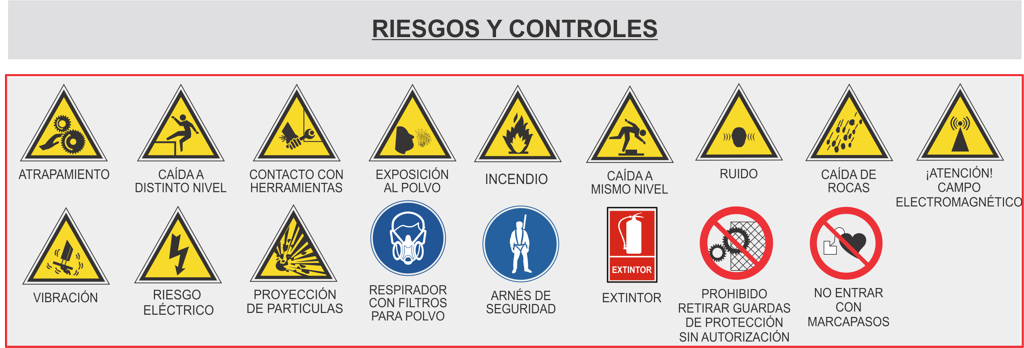 RIESGOS Y CONTROLES
ATRAPAMIENTO
CAÍDA A
DISTINTO NIVEL
CONTACTO CON
HERRAMIENTAS
EXPOSICIÓN
AL POLVO
INCENDIO
CAÍDA A
MISMO NIVEL
RUIDO
CAÍDA DE
ROCAS
¡ATENCIÓN!
CAMPO
ELECTROMAGNÉTICO
VIBRACIÓN
RIESGO
ELÉCTRICO
PROYECCIÓN
DE PARTICULAS
RESPIRADOR
CON FILTROS
PARA POLVO
ARNÉS DE
SEGURIDAD
EXTINTOR
EXTINTOR
PROHIBIDO
RETIRAR GUARDAS
DE PROTECCIÓN
SIN AUTORIZACIÓN
NO ENTRAR
CON
MARCAPASOS